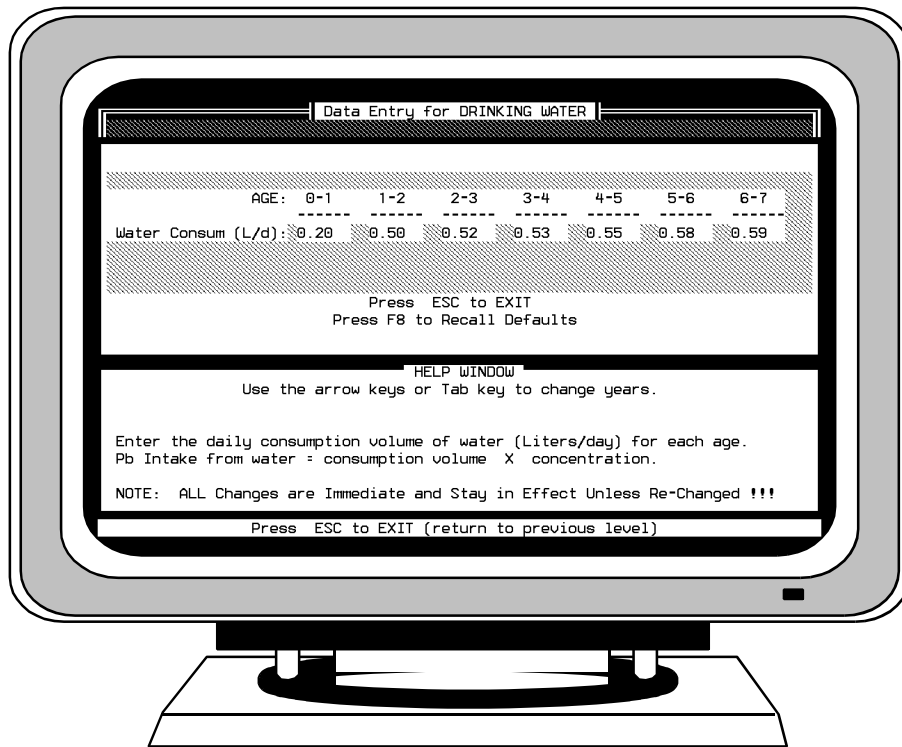 Data Entry for DRINKING WATER
AGE: 0-1 1-2 2-3 3-4 4-5 5-6 6-7
------ ------ ------ ------ ------ ------ ------
Water Consum (L/d): 0.20 0.50 0.52 0.53 0.55 0.58 0.59
Press ESC to EXIT
Press F8 to Recall Defaults
HELP WINDOW
Use the arrow keys or Tab key to change years.
Enter the daily consumption volume of water (Liters/day) for each age.
Pb Intake from water = consumption volume X concentration.
NOTE: ALL Changes are Immediate and Stay in Effect Unless Re-Changed !!!
Press ESC to EXIT (return to previous level)